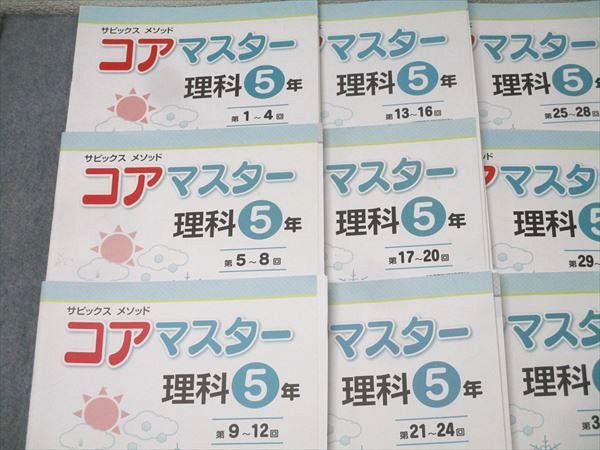 サピックス メソッド
コアマスター
理科5年
第1～4回
マスター
理科5年
第13～16回
スター
理科5年
第25～28回
サピックス メソッド
コアマスター
理科5年
第5～8回
マスター
理科5年
第17～20回
マスタ
理科5
第29～
サピックス メソッド
コアマスター
理科5年
第9～12回
マスター
理科5年
第21～24回
マスタ
理科
第3